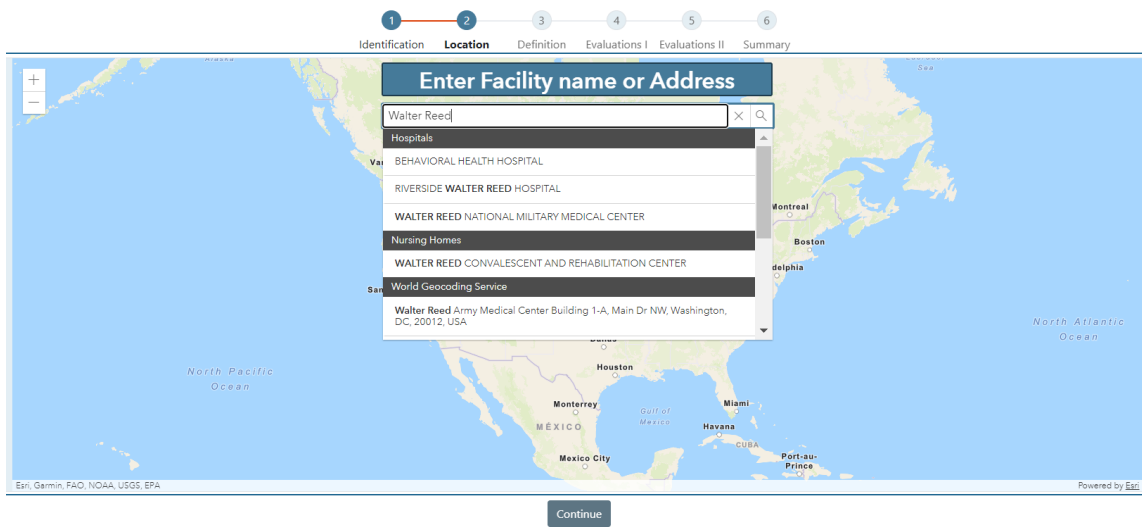 1 2 3 4 5 6
Identification Location Definition Evaluations I Evaluations II Summary
Enter Facility name or Address
Walter Reed
Hospitals
BEHAVIORAL HEALTH HOSPITAL
RIVERSIDE WALTER REED HOSPITAL
WALTER REED NATIONAL MILITARY MEDICAL CENTER
Nursing Homes
WALTER REED CONVALESCENT AND REHABILITATION CENTER
World Geocoding Service
Walter Reed Army Medical Center Building 1-A, Main Dr NW, Washington,
DC, 20012, USA
Montreal
Boston
delphia
San
North Atlantic
Ocean
North Pacific
Ocean
Houston
Monterrey
Miami
Gulf of
Mexico
MÉXICO
Havana
CUBA
Mexico City
Port-au-
Prince
Esri, Garmin, FAO, NOAA, USGS, EPA
Powered by Esri
Continue